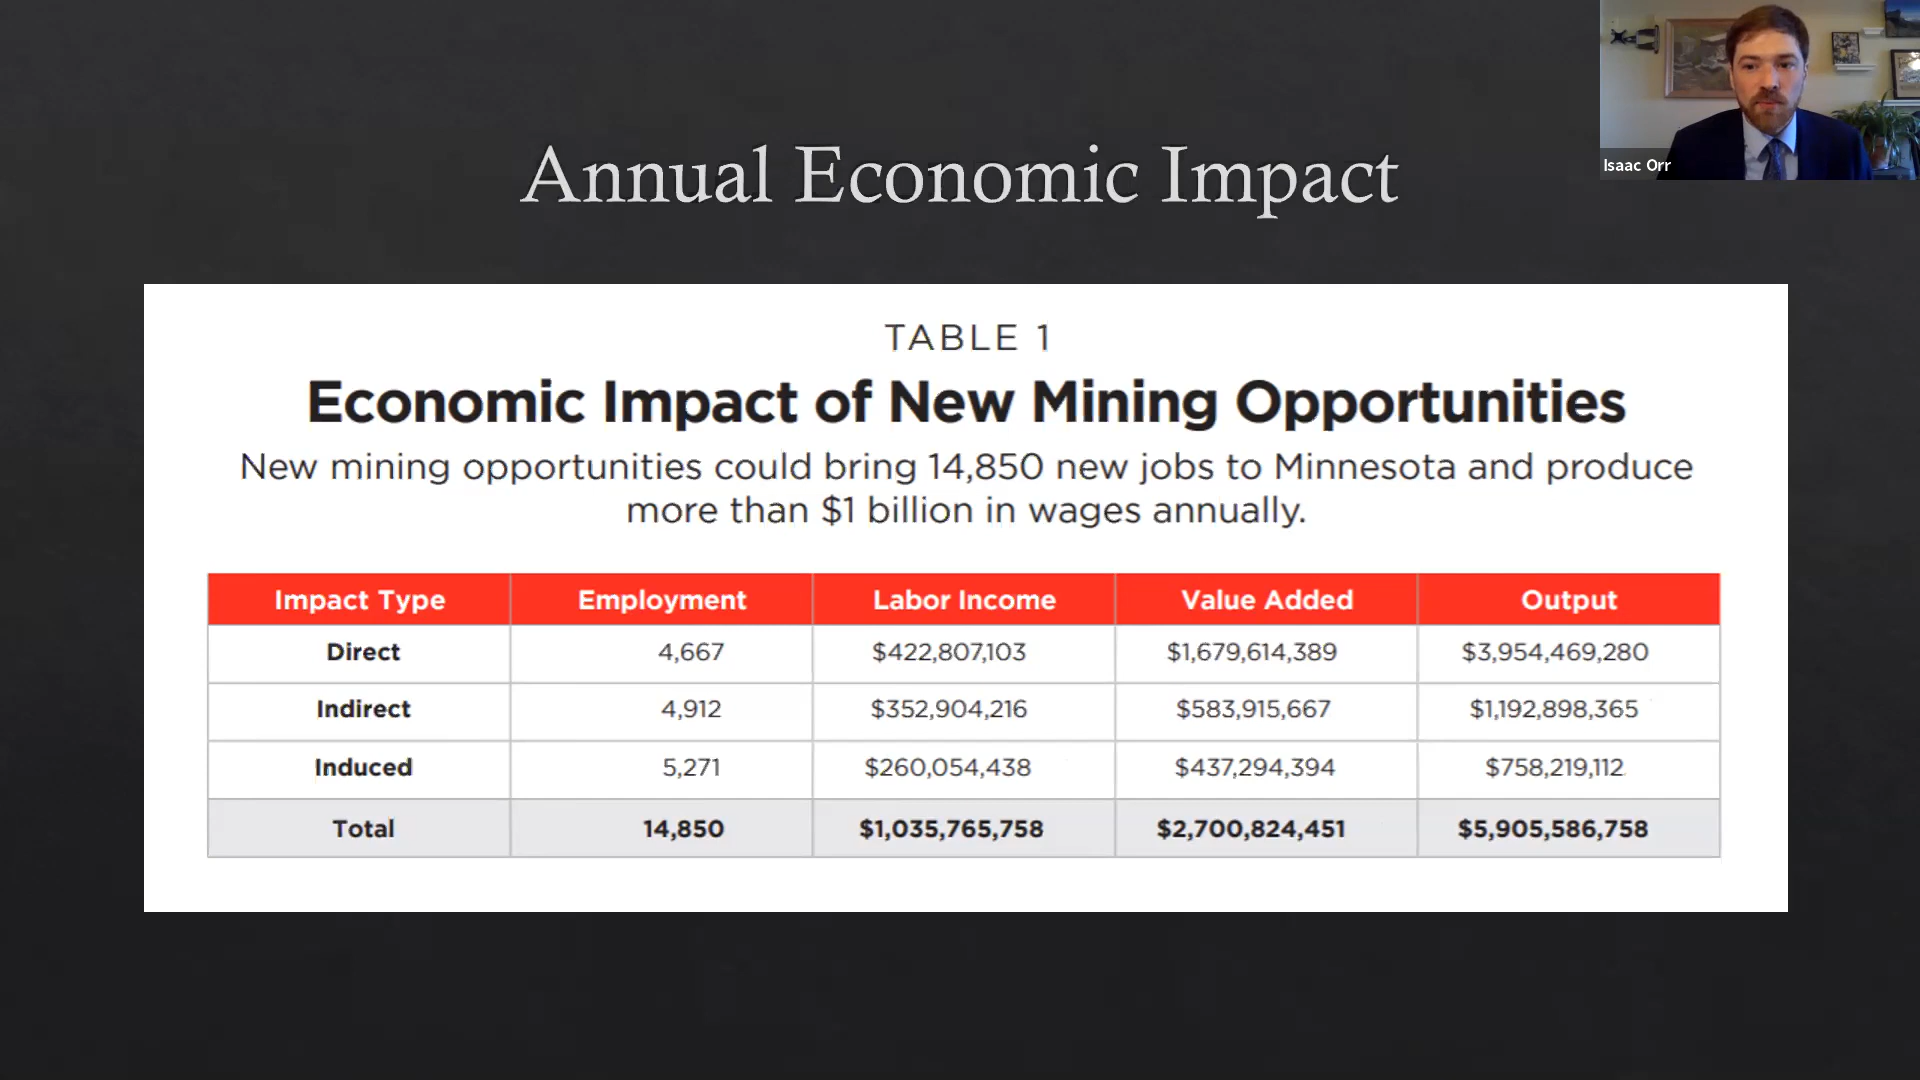 Isaac Orr
Annual Economic Impact
TABLE 1
Economic Impact of New Mining Opportunities
New mining opportunities could bring 14,850 new jobs to Minnesota and produce
more than $1 billion in wages annually.
Impact Type Employment Labor Income Value Added Output
Direct 4,667 $422,807,103 $1,679,614,389 $3,954,469,280
Indirect 4,912 $352,904,216 $583,915,667 $1,192,898,365
Induced 5,271 $260,054,438 $437,294,394 $758,219,112
Total 14,850 $1,035,765,758 $2,700,824,451 $5,905,586,758